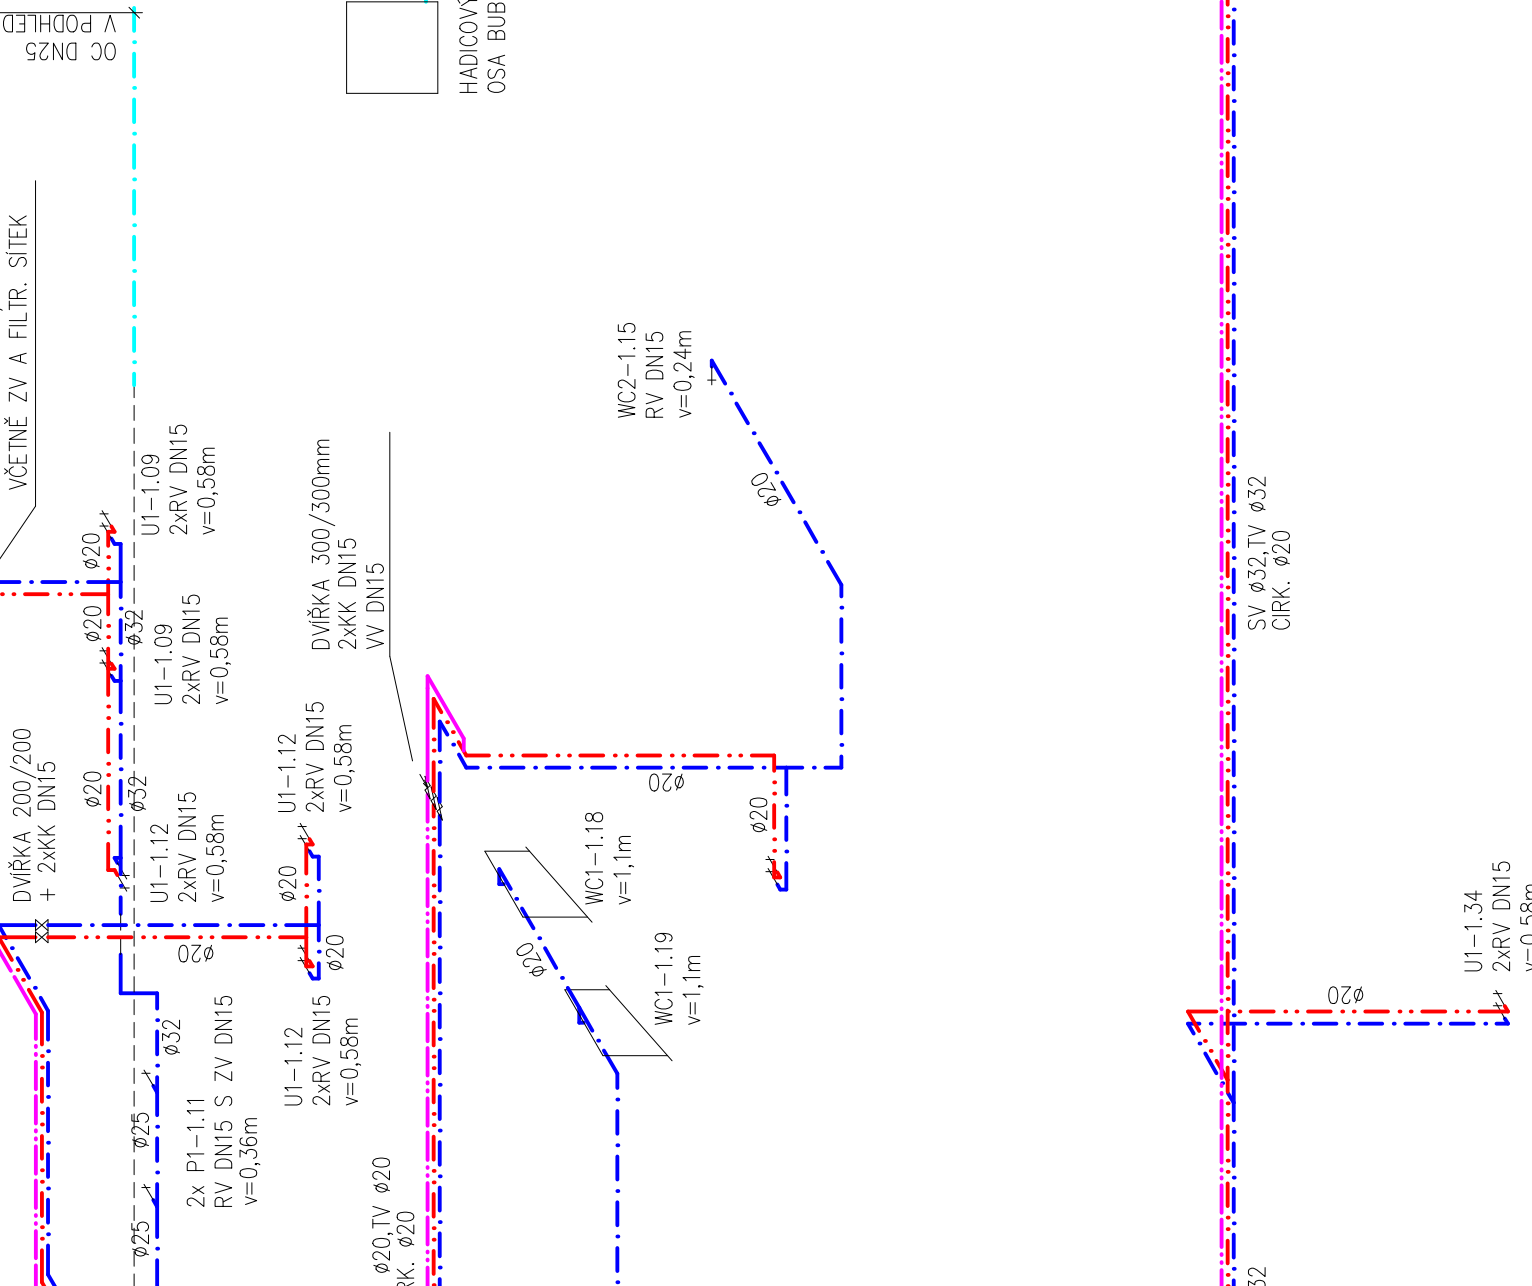 OC DN25
V PODHLED
HADICOVÝ
OSA BUB
VČETNĚ ZV A FILTR. SÍTEK
U1-1.09
2xRV DN15
v=0,58m
ø20
ø20
ø32
U1-1.09
2xRV DN15
v=0,58m
ø20
ø32
DVÍŘKA 200/200
+ 2xKK DN15
U1-1.12
2xRV DN15
v=0,58m
U1-1.12
2xRV DN15
v=0,58m
ø20
ø20
ø20
U1-1.12
2xRV DN15
v=0,58m
ø32
ø25
ø25
2x P1-1.11
RV DN15 S ZV DN15
v=0,36m
DVÍŘKA 300/300mm
2xKK DN15
VV DN15
WC2-1.15
RV DN15
v=0,24m
ø20
ø20
ø20
WC1-1.18
v=1,1m
ø20
WC1-1.19
v=1,1m
ø20,TV ø20
RK. ø20
SV ø32,TV ø32
CIRK. ø20
ø20
U1-1.34
2xRV DN15
v=0,58m
32